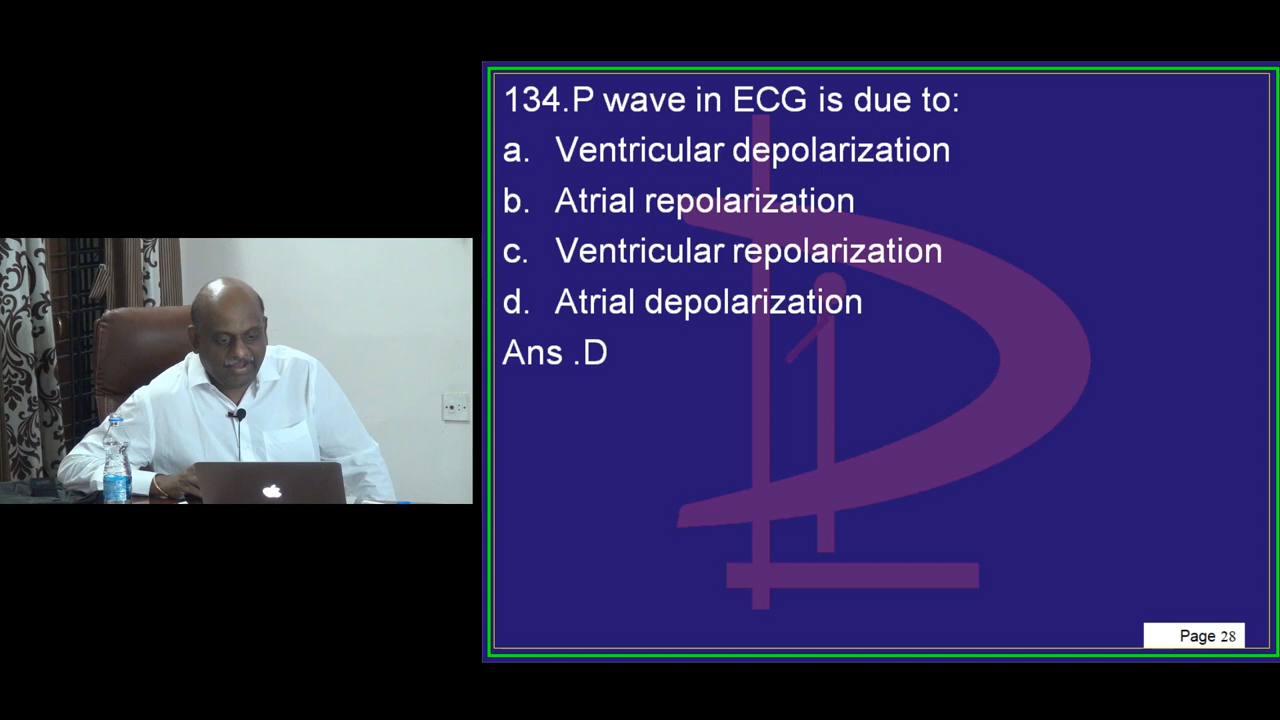 134.P wave in ECG is due to:
a. Ventricular depolarization
b. Atrial repolarization
c. Ventricular repolarization
d. Atrial depolarization
Ans .D
Page 28